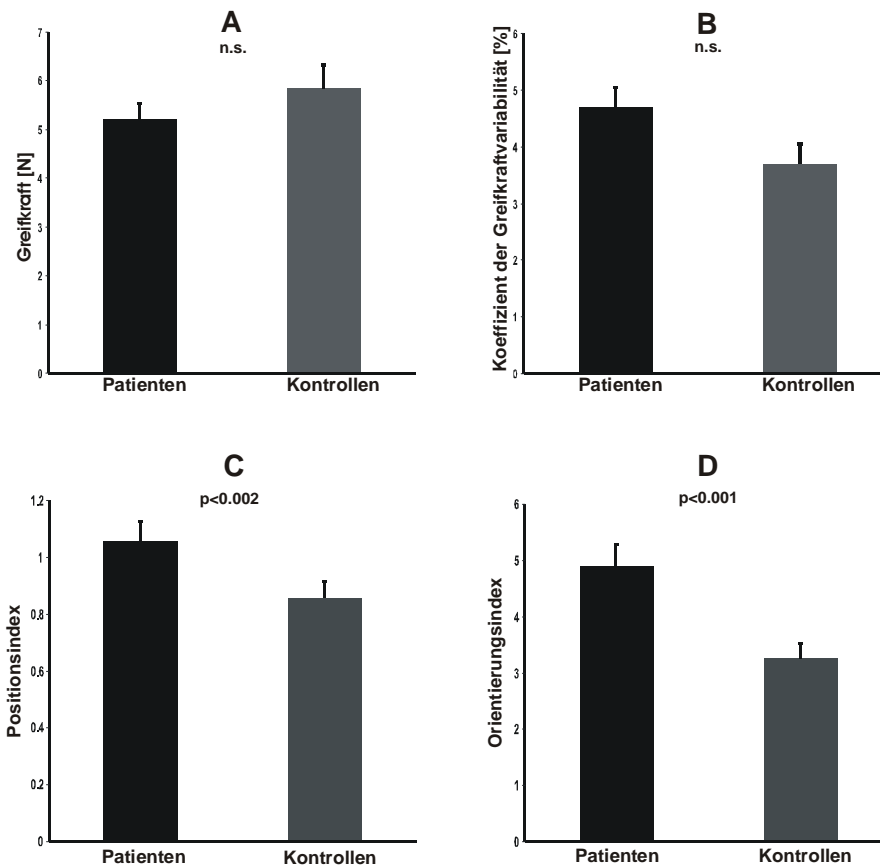 A
n.s.
Greifkraft [N]
7
6
5
4
3
2
1
0
Patienten
Kontrollen
B
n.s.
Koeffizient der Greifkraftvariabilität [%]
6
5
4
3
2
1
0
Patienten
Kontrollen
C
p<0.002
Positionsindex
1.2
1
0.8
0.6
0.4
0.2
0
Patienten
Kontrollen
D
p<0.001
Orientierungsindex
6
5
4
3
2
1
0
Patienten
Kontrollen